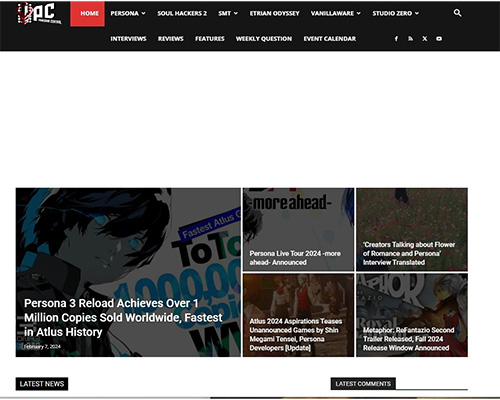 PC
HOME
PERSONA
SOUL HACKERS 2
SMT
ETRIAN ODYSSEY
VANILLAWARE
STUDIO ZERO
INTERVIEWS
REVIEWS
FEATURES
WEEKLY QUESTION
EVENT CALENDAR
Fastest Atlus G
1,000,000
Persona 3 Reload Achieves Over 1
Million Copies Sold Worldwide, Fastest
in Atlus History
February 7, 2024
-more ahead-
Persona Live Tour 2024 -more
ahead- Announced
'Creators Talking about Flower
of Romance and Persona'
Interview Translated
Atlus 2024 Aspirations Teases
Unannounced Games by Shin
Megami Tensei, Persona
Developers [Update]
Royal
Metaphor: ReFantazio Second
Trailer Released, Fall 2024
Release Window Announced
LATEST NEWS
LATEST COMMENTS